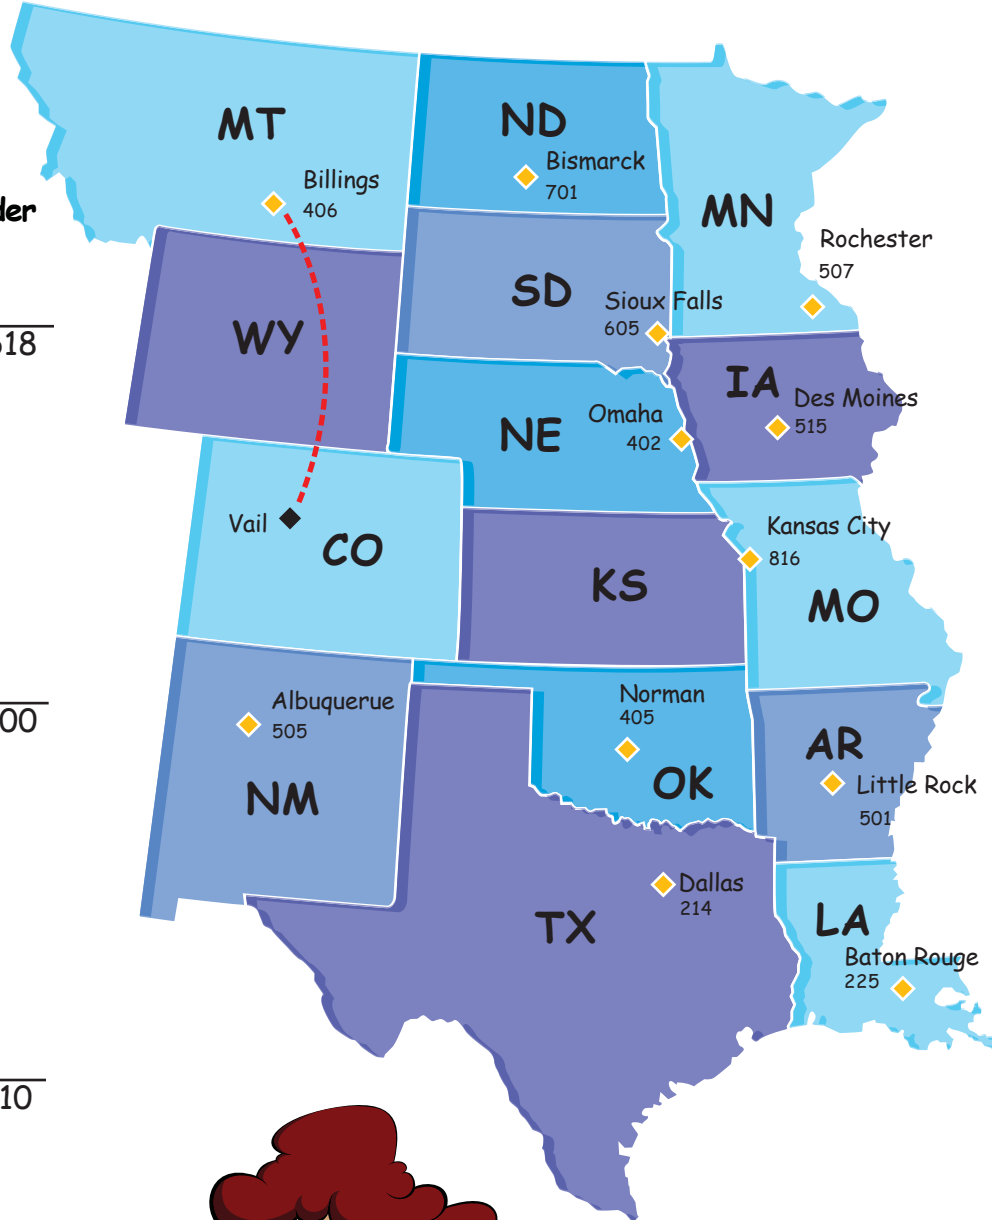 MT
ND
Bismarck
701
Billings
406
MN
der
Rochester
507
SD
Sioux Falls
605
WY
518
IA
Des Moines
515
NE
Omaha
402
Vail
CO
Kansas City
816
KS
MO
Albuquerue
505
Norman
405
00
AR
OK
Little Rock
501
NM
Dallas
214
TX
LA
Baton Rouge
225
10